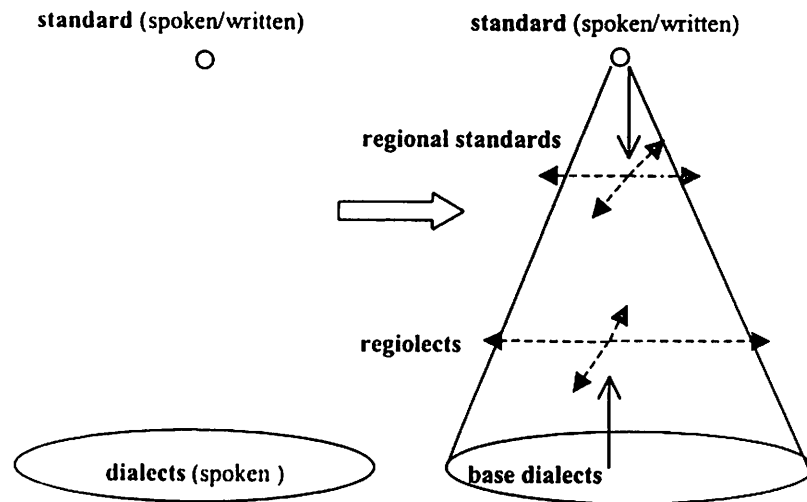 standard (spoken/written)
standard (spoken/written)
regional standards
regiolects
dialects (spoken )
base dialects